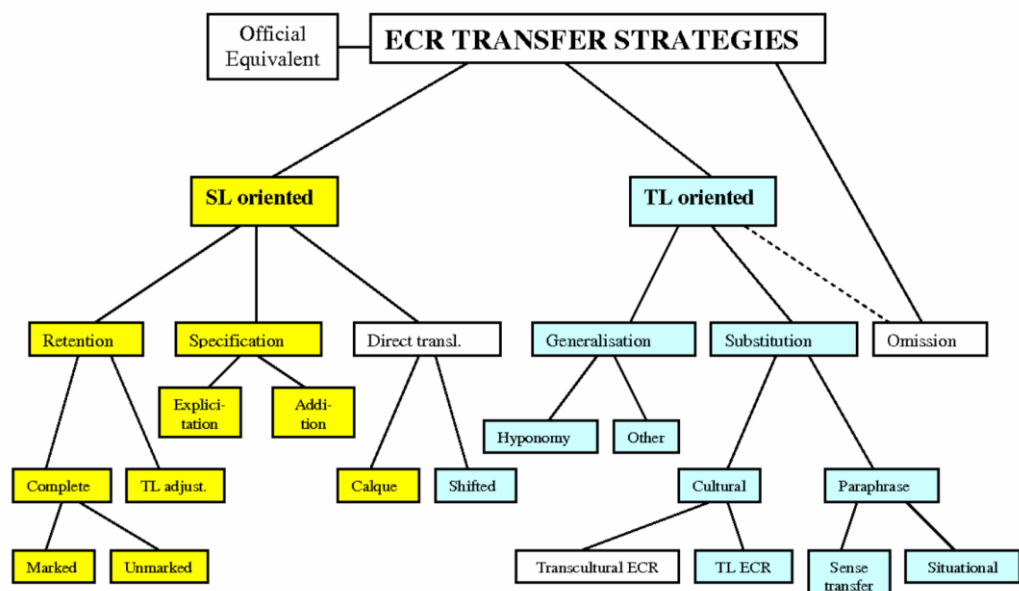 Official
Equivalent
ECR TRANSFER STRATEGIES
SL oriented
TL oriented
Retention
Specification
Direct transl.
Generalisation
Substitution
Omission
Explici-
tation
Addi-
tion
Hyponomy
Other
Complete
TL adjust.
Calque
Shifted
Cultural
Paraphrase
Marked
Unmarked
Transcultural ECR
TL ECR
Sense
transfer
Situational